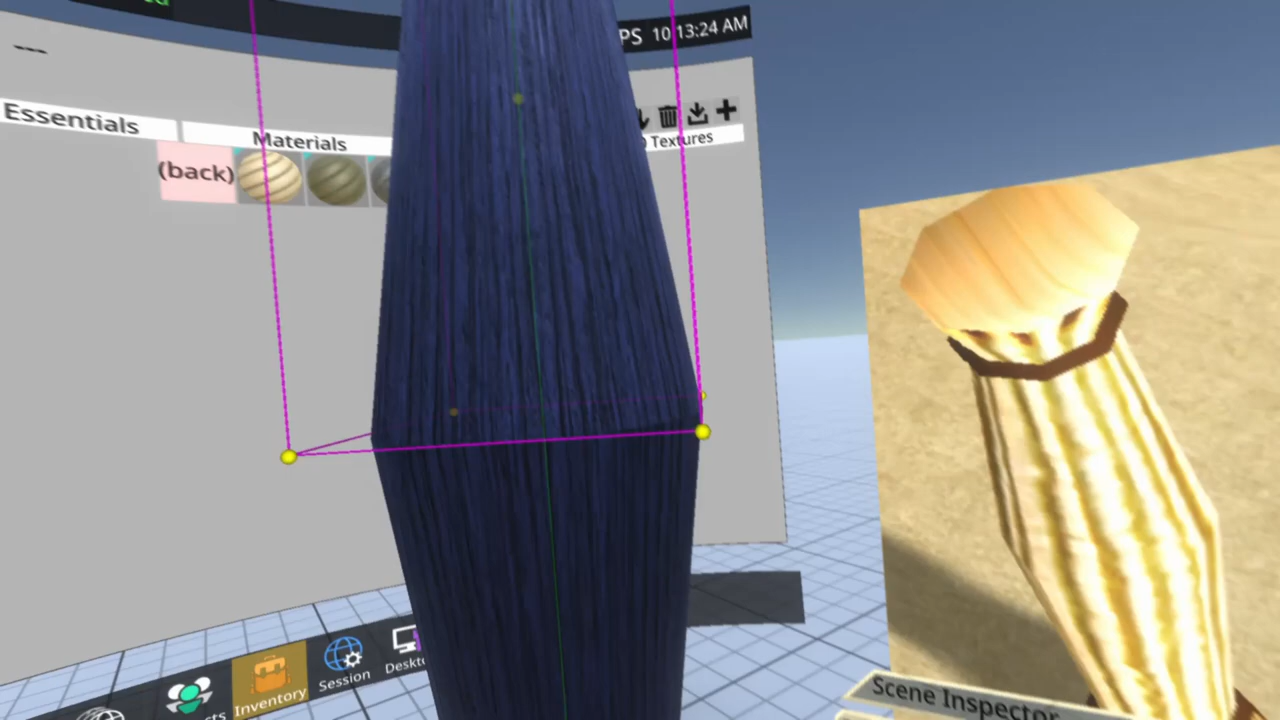 PS 10:13:24 AM
Essentials
Materials
Textures
(back)
Inventory
Session
Scene Inspector